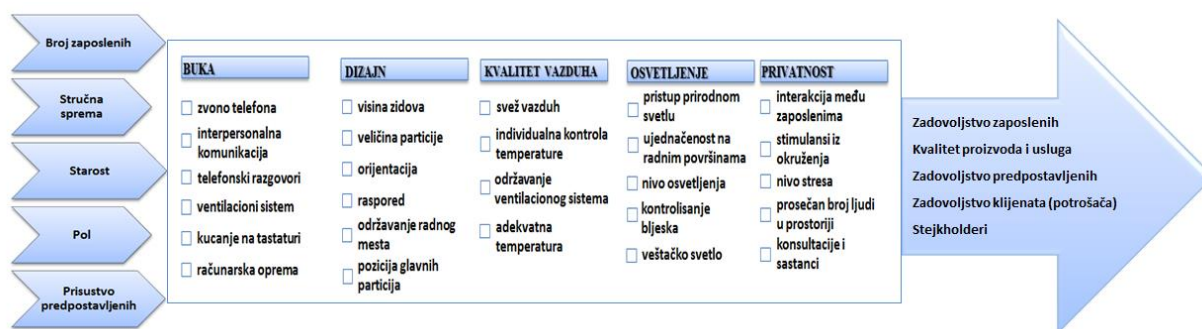 Broj zaposlenih
Stručna
sprema
Starost
Pol
Prisustvo
predpostavljenih
BUKA
zvono telefona
interpersonalna
komunikacija
telefonski razgovori
ventilacioni sistem
kucanje na tastaturi
računarska oprema
DIZAJN
visina zidova
veličina particije
orijentacija
raspored
održavanje radnog
mesta
pozicija glavnih
particija
KVALITET VAZDUHA
svež vazduh
individualna kontrola
temperature
održavanje
ventilacionog sistema
adekvatna
temperatura
OSVETLJENJE
pristup prirodnom
svetlu
ujednačenost na
radnim površinama
nivo osvetljenja
kontrolisanje
bljeska
veštačko svetlo
PRIVATNOST
interakcija među
zaposlenima
stimulansi iz
okruženja
nivo stresa
prosečan broj ljudi
u prostoriji
konsultacije i
sastanci
Zadovoljstvo zaposlenih
Kvalitet proizvoda i usluga
Zadovoljstvo predpostavljenih
Zadovoljstvo klijenata (potrošača)
Stejkholderi